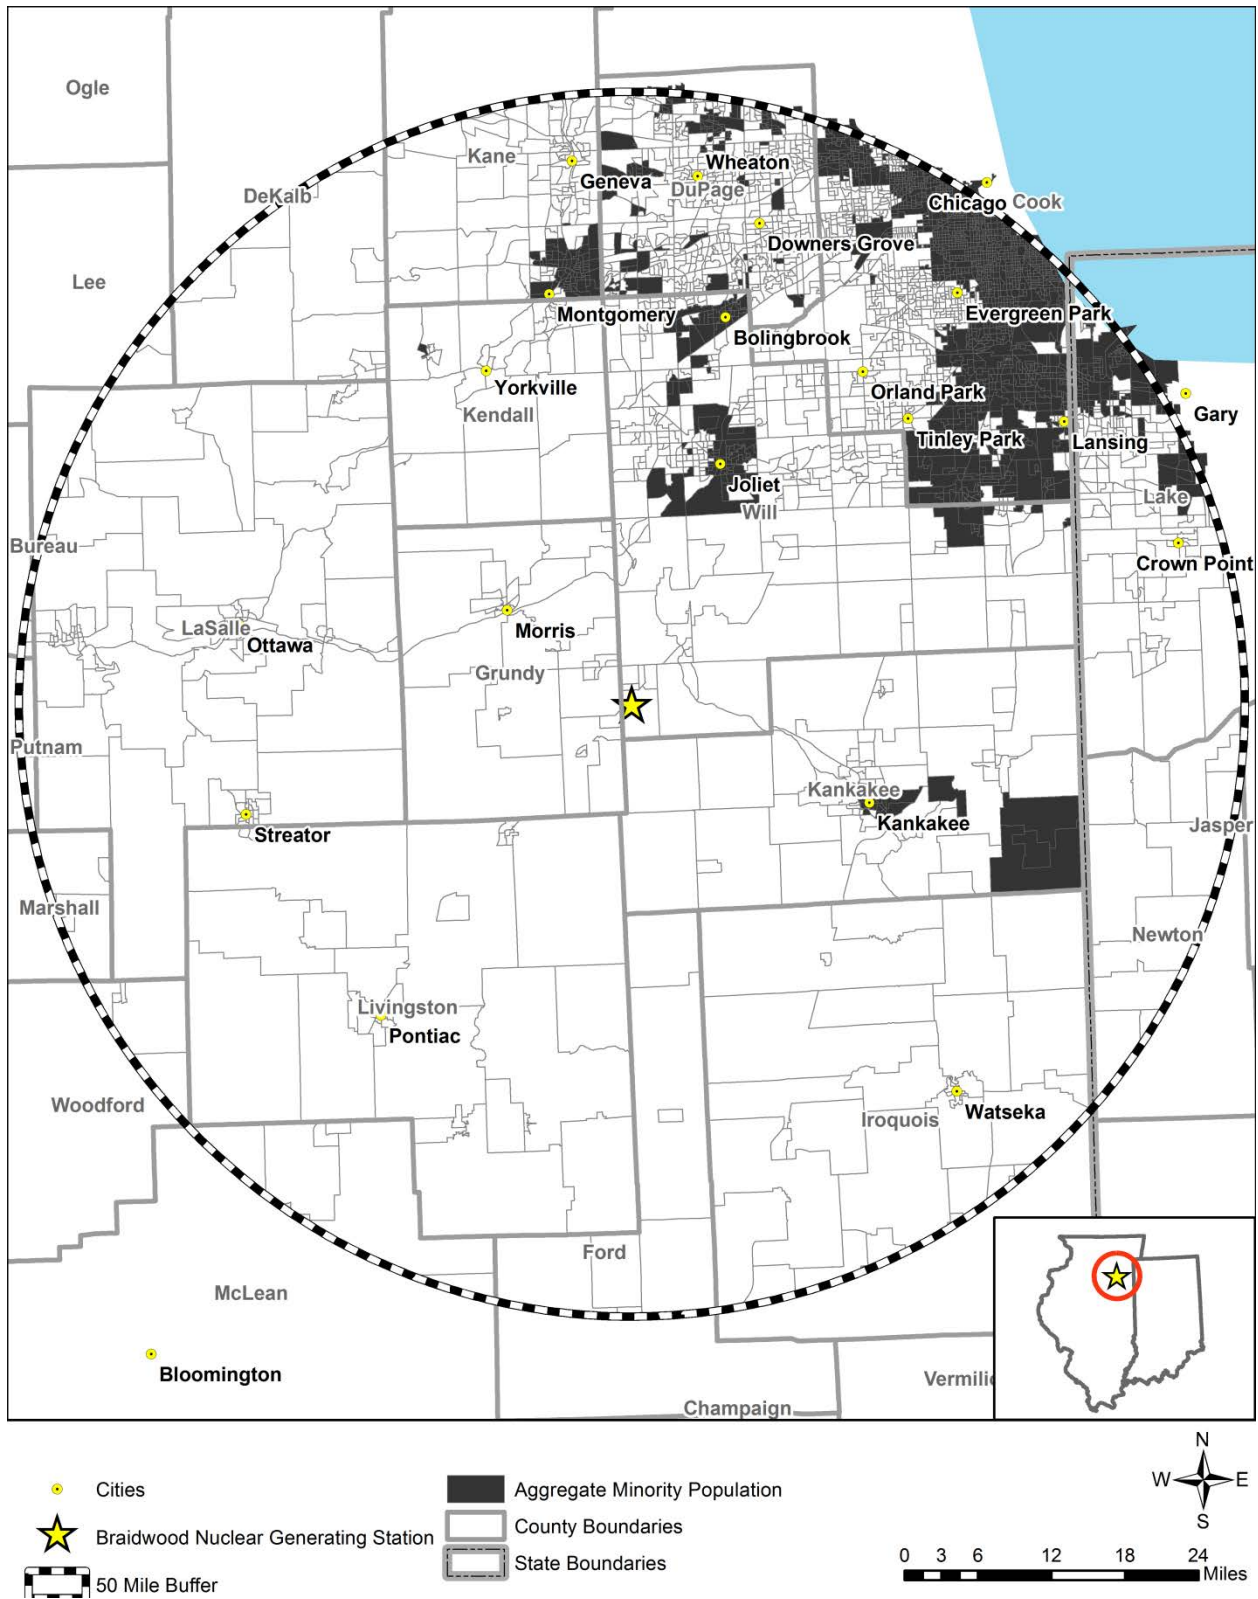 Ogle
Kane
Wheaton
Geneva
DuPage
DeKalb
Chicago
Cook
Downers Grove
Lee
Montgomery
Evergreen Park
Bolingbrook
Yorkville
Orland Park
Gary
Kendall
Tinley Park
Lansing
Joliet
Lake
Will
Bureau
Crown Point
LaSalle
Morris
Ottawa
Grundy
Putnam
Kankakee
Kankakee
Streator
Jasper
Marshall
Newton
Livingston
Pontiac
Woodford
Watseka
Iroquois
Ford
McLean
Bloomington
Vermilic
Champaign
Cities
Braidwood Nuclear Generating Station
50 Mile Buffer
Aggregate Minority Population
County Boundaries
State Boundaries
N
W E
S
0 3 6 12 18 24
Miles